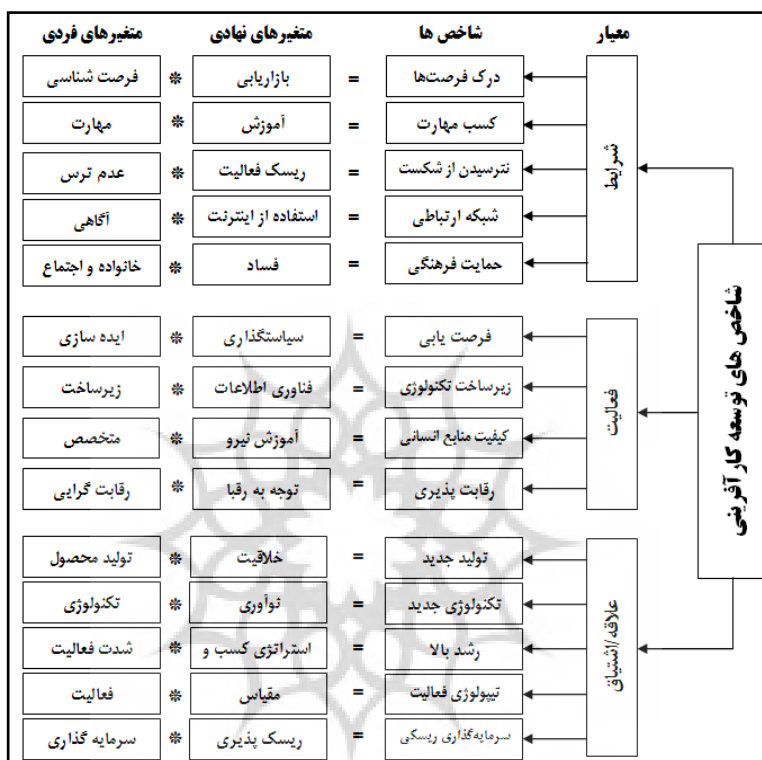 معیار شاخص ها متغیرهای نهادی متغیرهای فردی
شاخص های توسعه کارآفرینی
شرایط
درک فرصت‌ها = بازاریابی * فرصت شناسی
کسب مهارت = آموزش * مهارت
نترسیدن از شکست = ریسک فعالیت * عدم ترس
شبکه ارتباطی = استفاده از اینترنت * آگاهی
حمایت فرهنگی = فساد * خانواده و اجتماع
فعالیت
فرصت یابی = سیاستگذاری * ایده سازی
زیرساخت تکنولوژی = فناوری اطلاعات * زیرساخت
کیفیت منابع انسانی = آموزش نیرو * متخصص
رقابت پذیری = توجه به رقبا * رقابت گرایی
علاقه/اشتیاق
تولید جدید = خلاقیت * تولید محصول
تکنولوژی جدید = نوآوری * تکنولوژی
رشد بالا = استراتژی کسب و * شدت فعالیت
تیپولوژی فعالیت = مقیاس * فعالیت
سرمایه‌گذاری ریسکی = ریسک پذیری * سرمایه گذاری